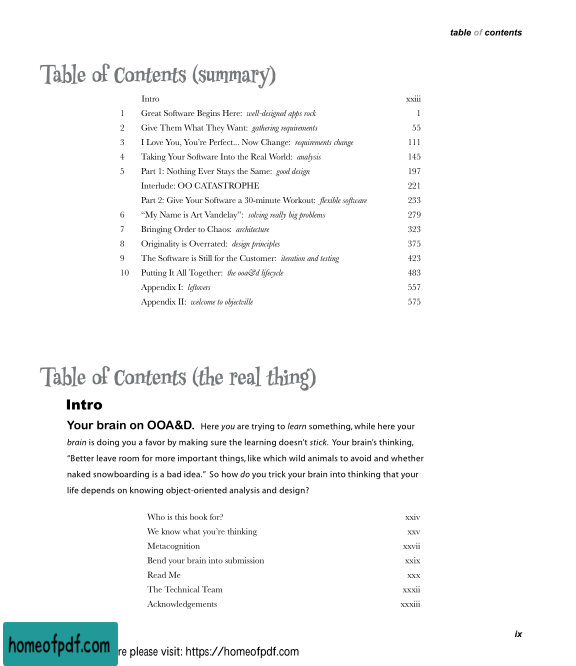 table of contents
Table of Contents (summary)
Intro xxiii
1 Great Software Begins Here: well-designed apps rock 1
2 Give Them What They Want: gathering requirements 55
3 I Love You, You're Perfect... Now Change: requirements change 111
4 Taking Your Software Into the Real World: analysis 145
5 Part 1: Nothing Ever Stays the Same: good design 197
Interlude: OO CATASTROPHE 221
Part 2: Give Your Software a 30-minute Workout: flexible software 233
6 "My Name is Art Vandelay": solving really big problems 279
7 Bringing Order to Chaos: architecture 323
8 Originality is Overrated: design principles 375
9 The Software is Still for the Customer: iteration and testing 423
10 Putting It All Together: the ooa&d lifecycle 483
Appendix I: leftovers 557
Appendix II: welcome to objectville 575
Table of Contents (the real thing)
Intro
Your brain on OOA&D. Here you are trying to learn something, while here your
brain is doing you a favor by making sure the learning doesn't stick. Your brain's thinking,
"Better leave room for more important things, like which wild animals to avoid and whether
naked snowboarding is a bad idea." So how do you trick your brain into thinking that your
life depends on knowing object-oriented analysis and design?
Who is this book for? xxiv
We know what you're thinking xxv
Metacognition xxvii
Bend your brain into submission xxix
Read Me xxx
The Technical Team xxxii
Acknowledgements xxxiii
ix
homeofpdf.com
re please visit: https://homeofpdf.com